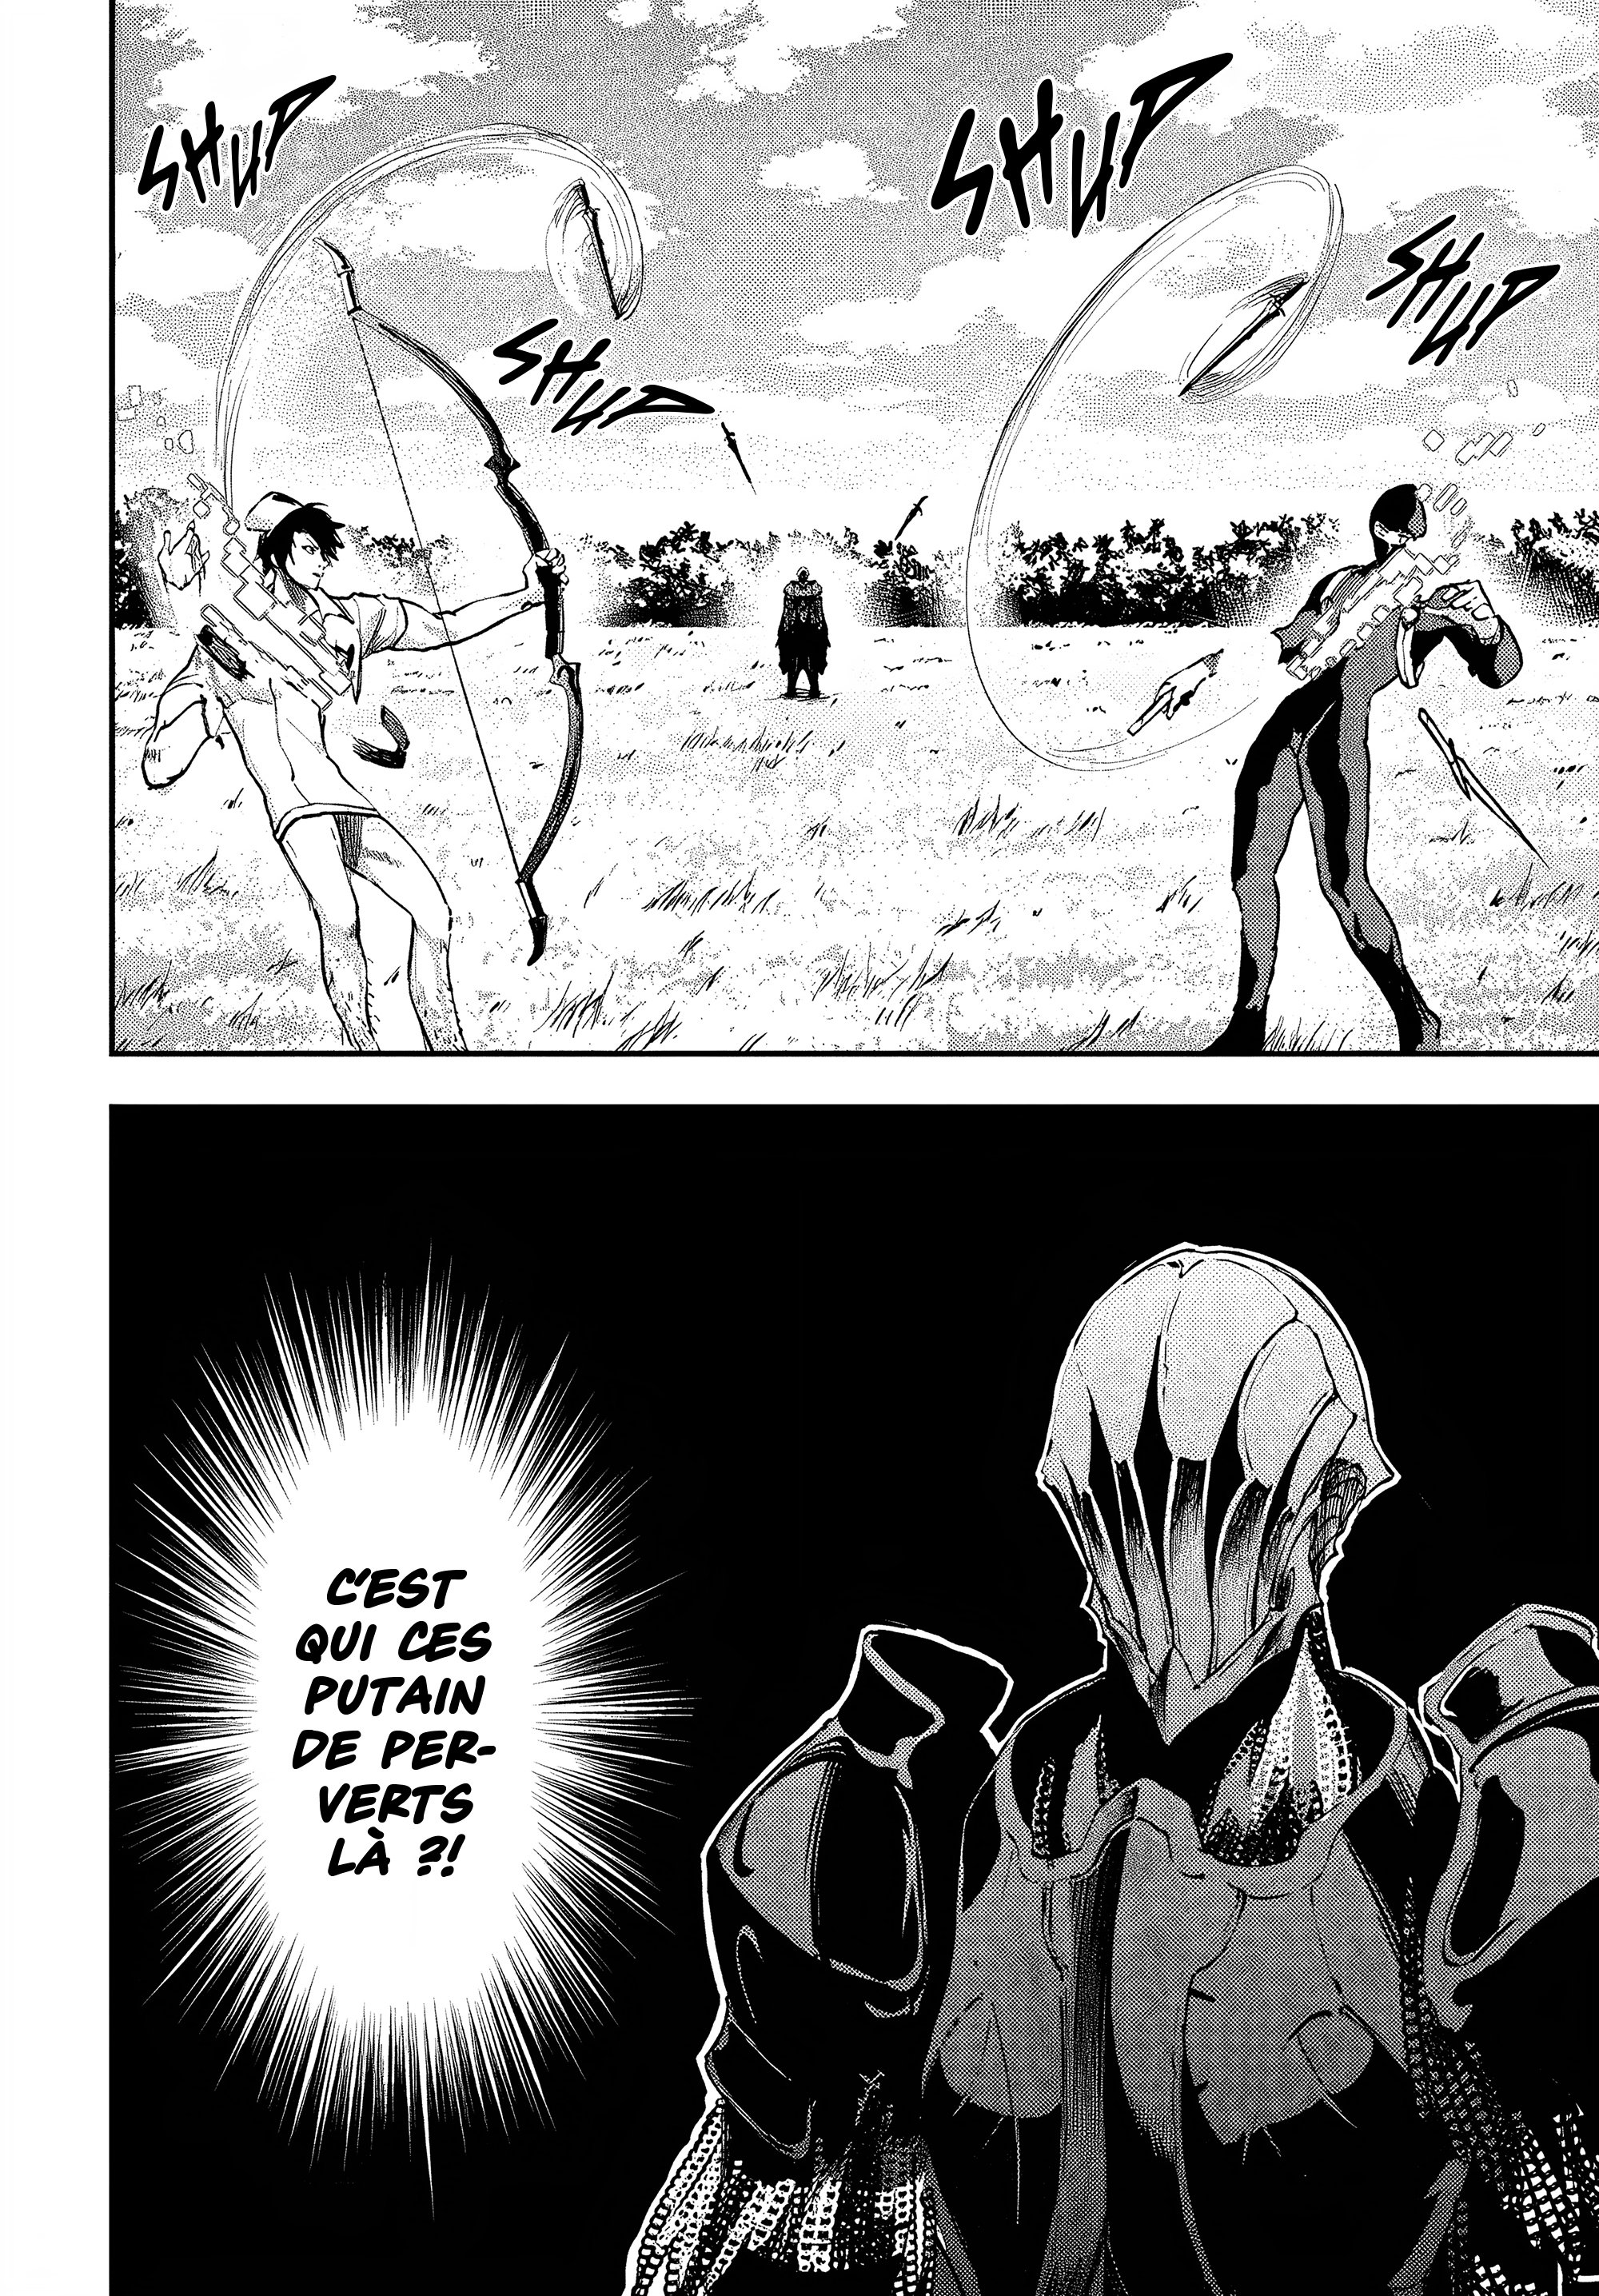 SHUP
SHUP
SHUP
SHUP
C'EST
QUI CES
PUTAIN
DE PER-
VERTS
LÀ ?!